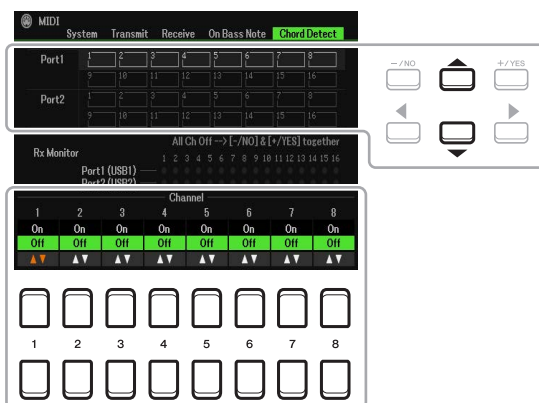 MIDI
System Transmit Receive On Bass Note Chord Detect
Port1 1 2 3 4 5 6 7 8
9 10 11 12 13 14 15 16
Port2 1 2 3 4 5 6 7 8
9 10 11 12 13 14 15 16
-/NO +/YES
All Ch Off --> [-/NO] & [+/YES] together
Rx Monitor 1 2 3 4 5 6 7 8 9 10 11 12 13 14 15 16
Port1 (USB1)
Port2 (USB2)
Channel
1 2 3 4 5 6 7 8
On On On On On On On On
Off Off Off Off Off Off Off Off
1 2 3 4 5 6 7 8